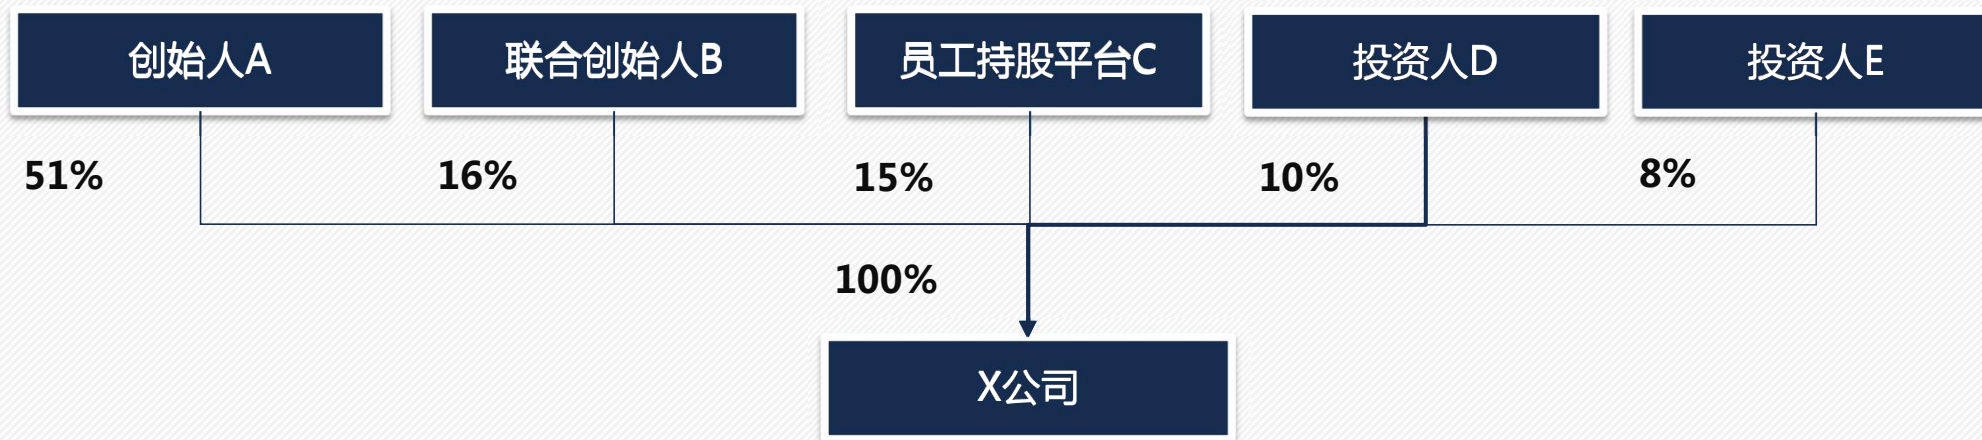 创始人A
联合创始人B
员工持股平台C
投资人D
投资人E
51%
16%
15%
10%
8%
100%
X公司